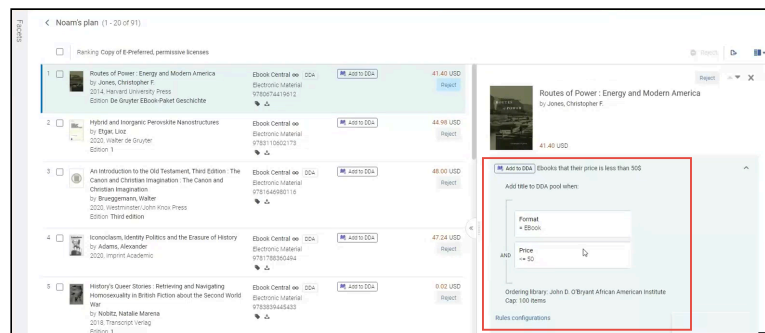 Facets
Noam's plan (1 - 20 of 91)
Ranking Copy of E-Preferred, permissive licenses
Reject
1
Routes of Power : Energy and Modern America
by Jones, Christopher F.
2014, Harvard University Press
Edition De Gruyter EBook-Paket Geschichte
Ebook Central DDA
Electronic Material
9780674419612
Add to DDA
41.40 USD
Reject
2
Hybrid and Inorganic Perovskite Nanostructures
by Etgar, Lioz
2020, Walter de Gruyter
Edition 1
Ebook Central DDA
Electronic Material
9783110602173
Add to DDA
44.98 USD
Reject
3
An Introduction to the Old Testament, Third Edition : The
Canon and Christian Imagination : The Canon and
Christian Imagination
by Brueggemann, Walter
2020, Westminster/John Knox Press
Edition Third edition
Ebook Central DDA
Electronic Material
9781646980116
Add to DDA
48.00 USD
Reject
4
Iconoclasm, Identity Politics and the Erasure of History
by Adams, Alexander
2020, Imprint Academic
Ebook Central DDA
Electronic Material
9781788360494
Add to DDA
47.24 USD
Reject
5
History's Queer Stories : Retrieving and Navigating
Homosexuality in British Fiction about the Second World
War
by Nobitz, Natalie Marena
2018, Transcript Verlag
Edition 1
Ebook Central DDA
Electronic Material
9783839445433
Add to DDA
0.02 USD
Reject
Reject
Routes of Power : Energy and Modern America
by Jones, Christopher F.
41.40 USD
Add to DDA Ebooks that their price is less than 50$
Add title to DDA pool when:
Format
= EBook
AND
Price
<= 50
Ordering library: John D. O'Bryant African American Institute
Cap: 100 items
Rules configurations